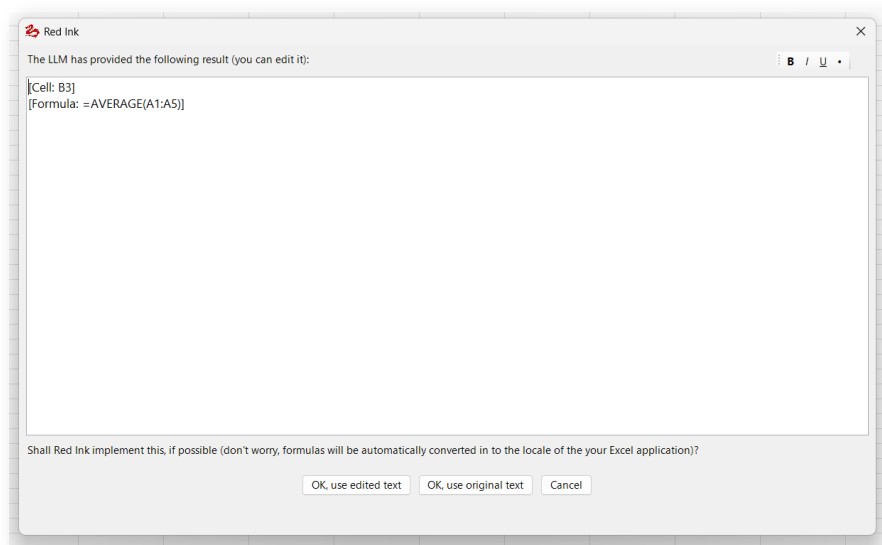 Red Ink
The LLM has provided the following result (you can edit it):
B I U •
[Cell: B3]
[Formula: =AVERAGE(A1:A5)]
Shall Red Ink implement this, if possible (don't worry, formulas will be automatically converted in to the locale of the your Excel application)?
OK, use edited text OK, use original text Cancel